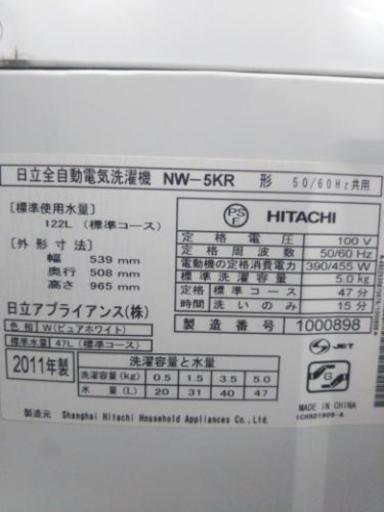 日立全自動電気洗濯機 NW-5KR 形 50/60Hz共用
〔標準使用水量〕
122L (標準コース)
〔外形寸法〕
幅 539 mm
奥行 508 mm
高さ 965 mm
日立アプライアンス(株)
色柄 W(ピュアホワイト)
標準水量 47L (標準コース)
PS
E
HITACHI
定格電圧 100 V
定格周波数 50/60 Hz
電動機の定格消費電力 390/455 W
標準洗濯容量 5.0kg
定格時間 標準コース 47分
洗いのみ 15分
製造番号 1000898
2011年製
洗濯容量と水量
洗濯容量(kg) 0.5 1.5 3.5 5.0
水量(L) 20 31 40 47
S JET
MADE IN CHINA
製造元 Shanghai Hitachi Household Appliances Co., Ltd.